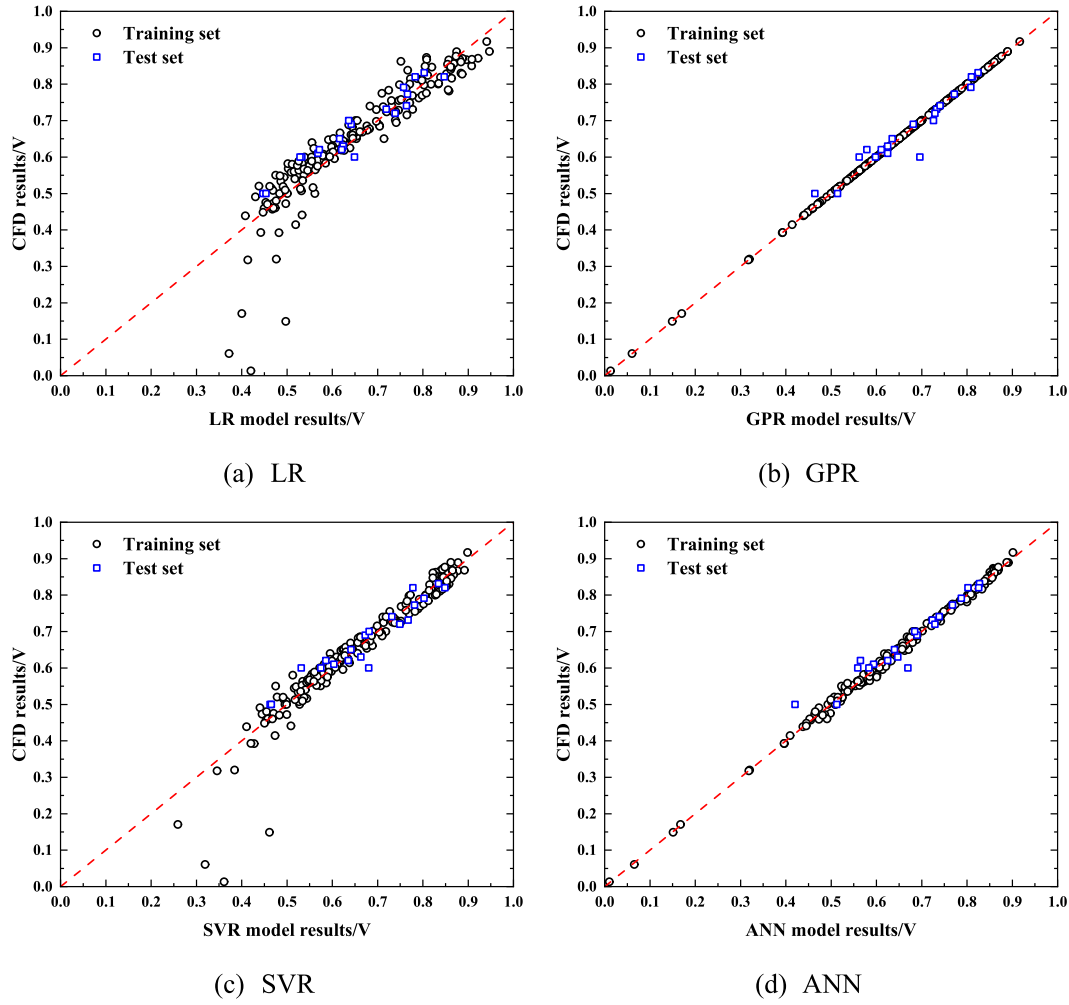 1.0
0.9
0.8
0.7
0.6
0.5
0.4
0.3
0.2
0.1
0.0
CFD results/V
Training set
Test set
0.0 0.1 0.2 0.3 0.4 0.5 0.6 0.7 0.8 0.9 1.0
LR model results/V
(a) LR
1.0
0.9
0.8
0.7
0.6
0.5
0.4
0.3
0.2
0.1
0.0
CFD results/V
Training set
Test set
0.0 0.1 0.2 0.3 0.4 0.5 0.6 0.7 0.8 0.9 1.0
GPR model results/V
(b) GPR
1.0
0.9
0.8
0.7
0.6
0.5
0.4
0.3
0.2
0.1
0.0
CFD results/V
Training set
Test set
0.0 0.1 0.2 0.3 0.4 0.5 0.6 0.7 0.8 0.9 1.0
SVR model results/V
(c) SVR
1.0
0.9
0.8
0.7
0.6
0.5
0.4
0.3
0.2
0.1
0.0
CFD results/V
Training set
Test set
0.0 0.1 0.2 0.3 0.4 0.5 0.6 0.7 0.8 0.9 1.0
ANN model results/V
(d) ANN